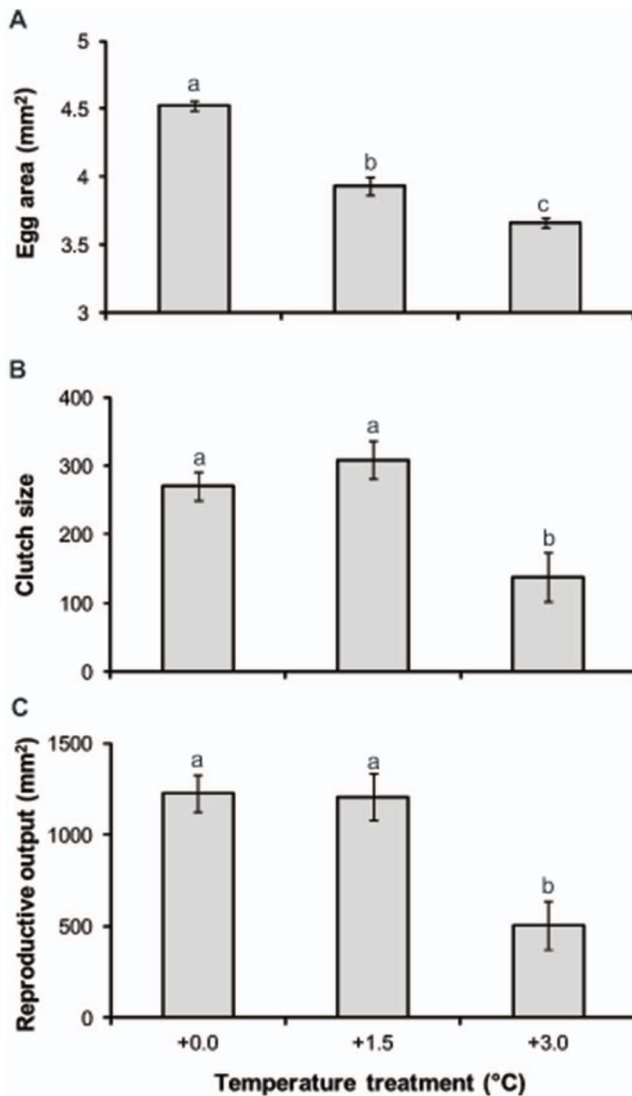 A
Egg area (mm²)
5
4.5
4
3.5
3
a
b
c
B
Clutch size
400
300
200
100
0
a
a
b
C
Reproductive output (mm²)
1500
1000
500
0
a
a
b
+0.0 +1.5 +3.0
Temperature treatment (°C)